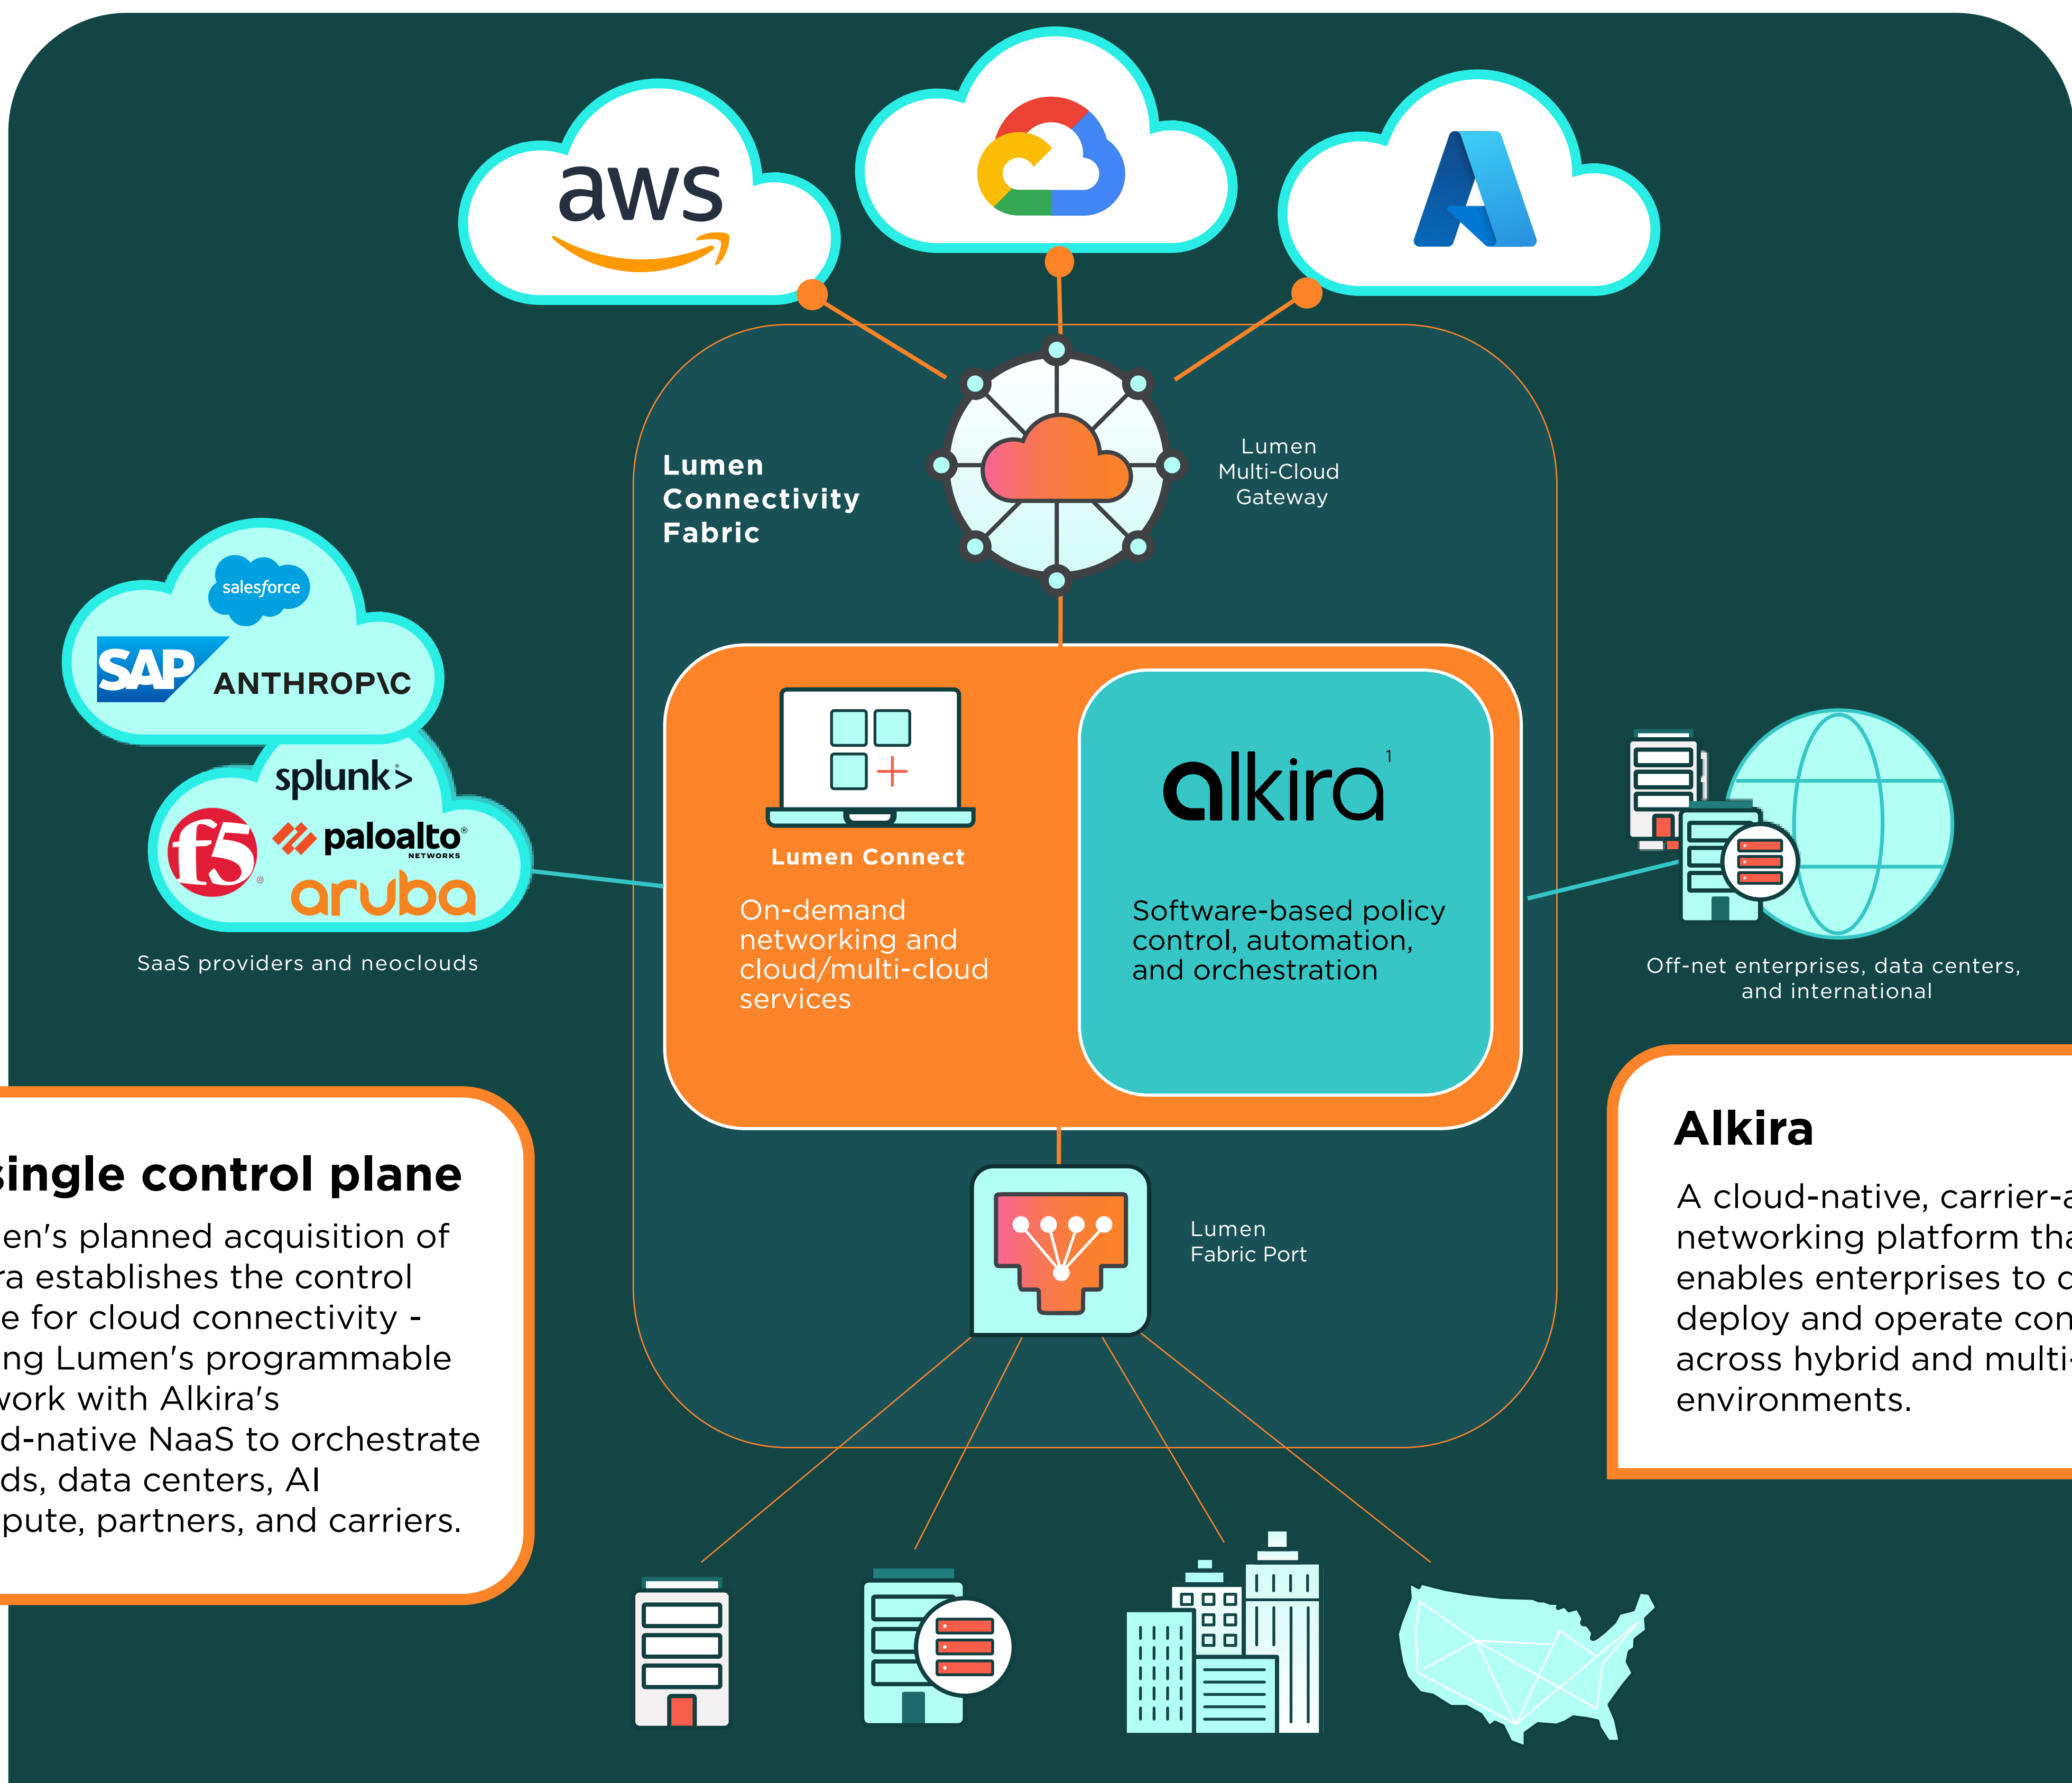 aws
Lumen
Connectivity
Fabric
Lumen
Multi-Cloud
Gateway
salesforce
SAP
ANTHROP\C
splunk>
f5
paloalto
NETWORKS
aruba
SaaS providers and neoclouds
Lumen Connect
On-demand
networking and
cloud/multi-cloud
services
alkira¹
Software-based policy
control, automation,
and orchestration
Off-net enterprises, data centers,
and international
single control plane
en's planned acquisition of
ra establishes the control
e for cloud connectivity -
ng Lumen's programmable
work with Alkira's
d-native NaaS to orchestrate
ds, data centers, AI
pute, partners, and carriers.
Alkira
A cloud-native, carrier-a
networking platform tha
enables enterprises to d
deploy and operate con
across hybrid and multi-
environments.
Lumen
Fabric Port